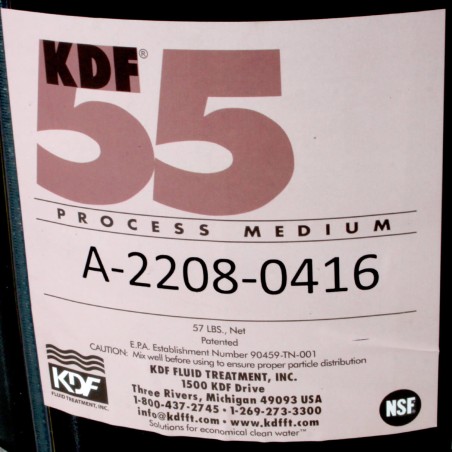 KDF®
55
PROCESS MEDIUM
A-2208-0416
57 LBS., Net
Patented
E.P.A. Establishment Number 90459-TN-001
CAUTION: Mix well before using to ensure proper particle distribution
KDF FLUID TREATMENT, INC.
1500 KDF Drive
Three Rivers, Michigan 49093 USA
1-800-437-2745 • 1-269-273-3300
info@kdfft.com • www.kdfft.com
Solutions for economical clean water™
KDF
FLUID TREATMENT, INC.
NSF